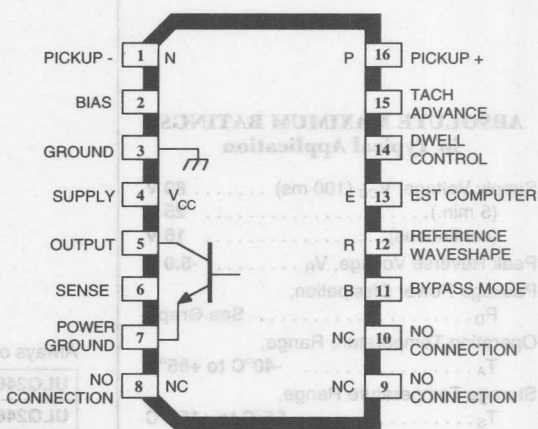 PICKUP - 1 N P 16 PICKUP +
BIAS 2 15 TACH
ADVANCE
GROUND 3 14 DWELL
CONTROL
SUPPLY 4 VCC E 13 EST COMPUTER
OUTPUT 5 R 12 REFERENCE
WAVESHAPE
SENSE 6 B 11 BYPASS MODE
POWER
GROUND 7 NC 10 NO
CONNECTION
NO
CONNECTION 8 NC NC 9 NO
CONNECTION